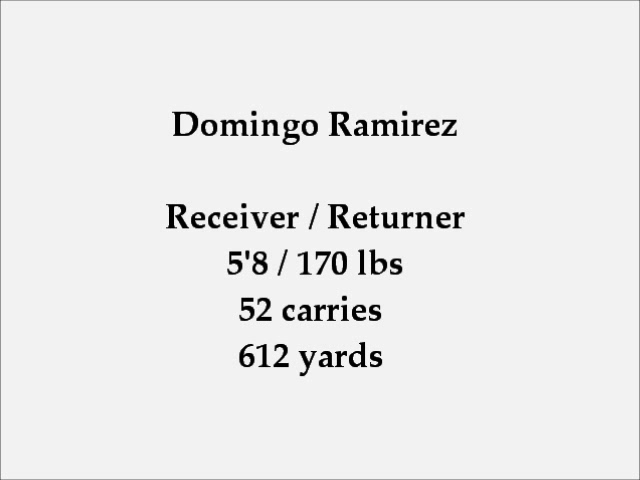 Domingo Ramirez
Receiver / Returner
5'8 / 170 lbs
52 carries
612 yards